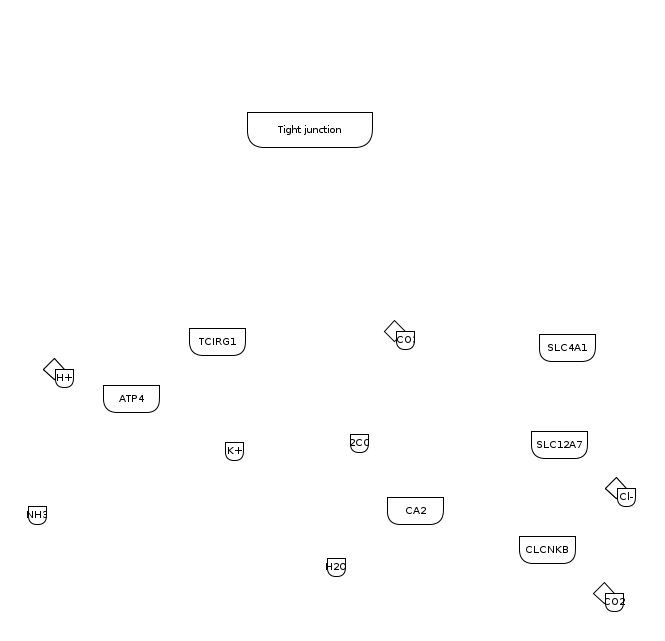 Tight junction
TCIRG1
CO
SLC4A1
H+
ATP4
K+
2CO
SLC12A7
Cl-
NH3
CA2
CLCNKB
H2O
CO2